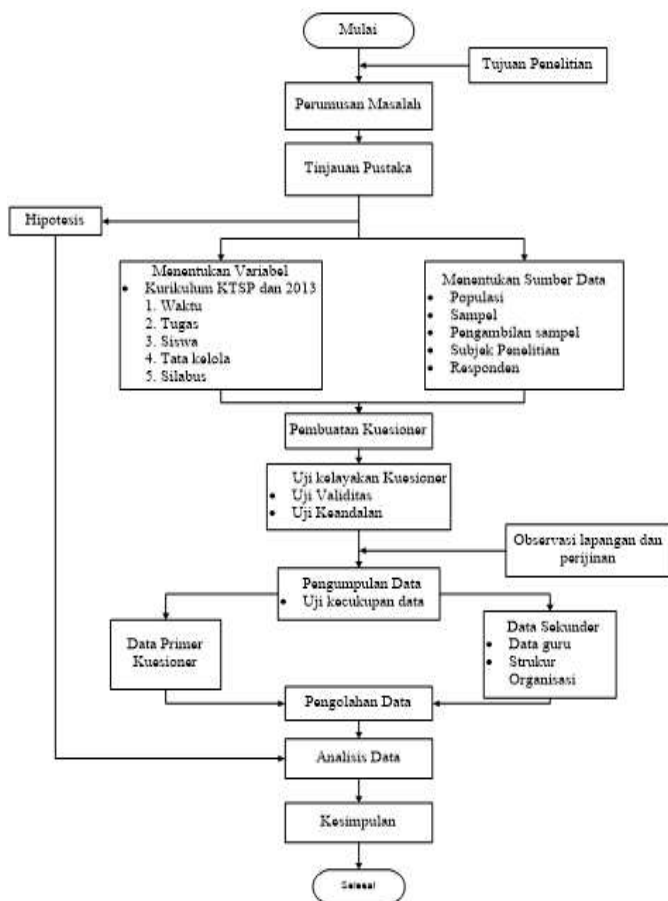 Mulai
Tujuan Penelitian
Perumusan Masalah
Tinjauan Pustaka
Hipotesis
Menentukan Variabel
• Kurikulum KTSP dan 2013
1. Waktu
2. Tugas
3. Siswa
4. Tata kelola
5. Silabus
Menentukan Sumber Data
• Populasi
• Sampel
• Pengambilan sampel
• Subjek Penelitian
• Responden
Pembuatan Kuesioner
Uji kelayakan Kuesioner
• Uji Validitas
• Uji Keandalan
Observasi lapangan dan
perijinan
Pengumpulan Data
• Uji kecukupan data
Data Primer
Kuesioner
Data Sekunder
• Data guru
• Strukur
Organisasi
Pengolahan Data
Analisis Data
Kesimpulan
Selesai